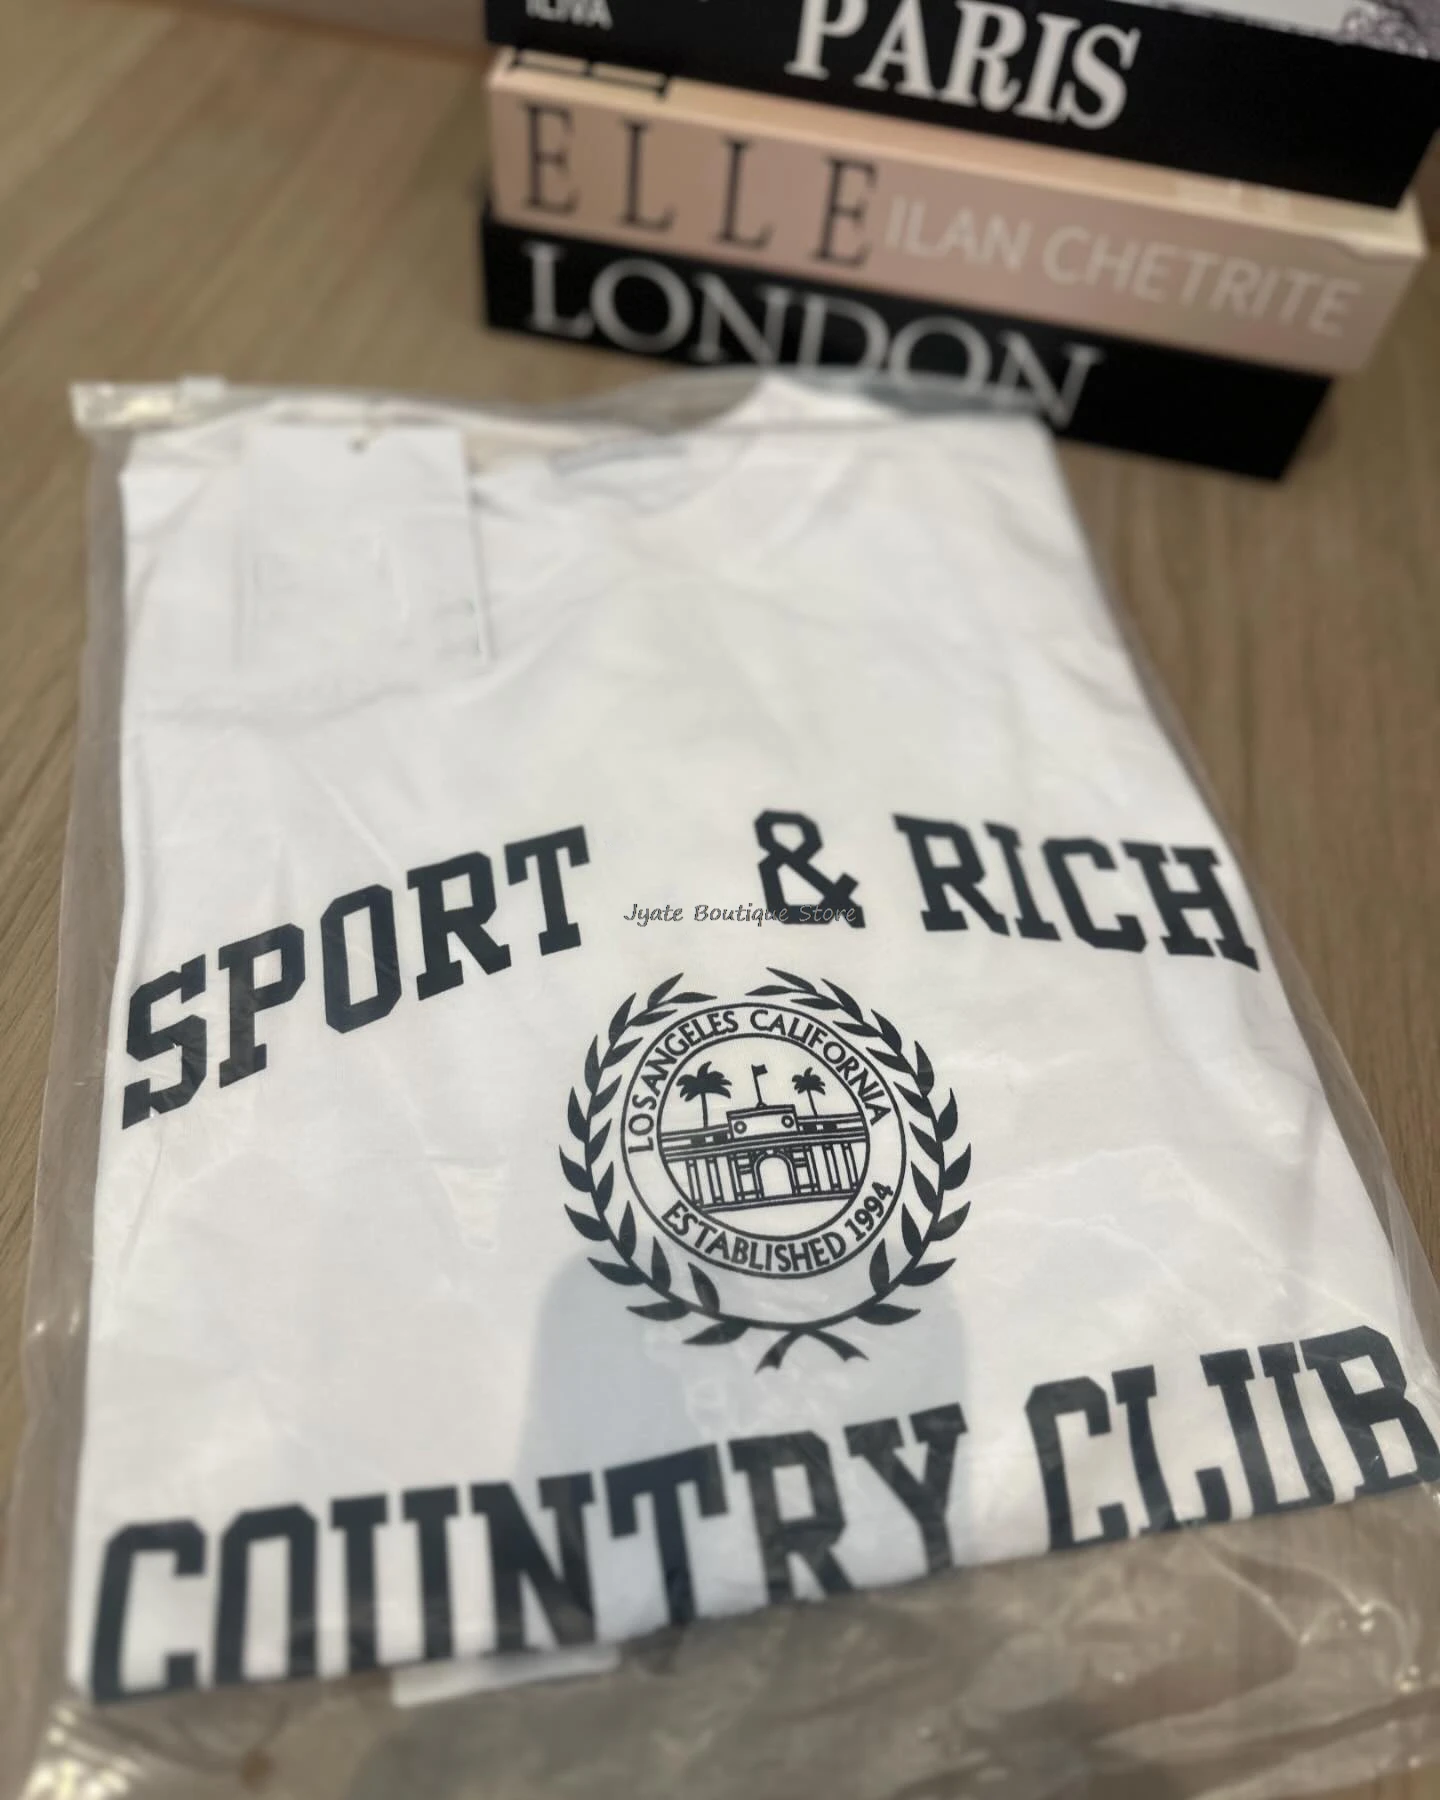 ILIVA
PARIS
ELLE ILAN CHETRITE
LONDON
SPORT & RICH
Jyate Boutique Store
LOS ANGELES CALIFORNIA
ESTABLISHED 1994
COUNTRY CLUB